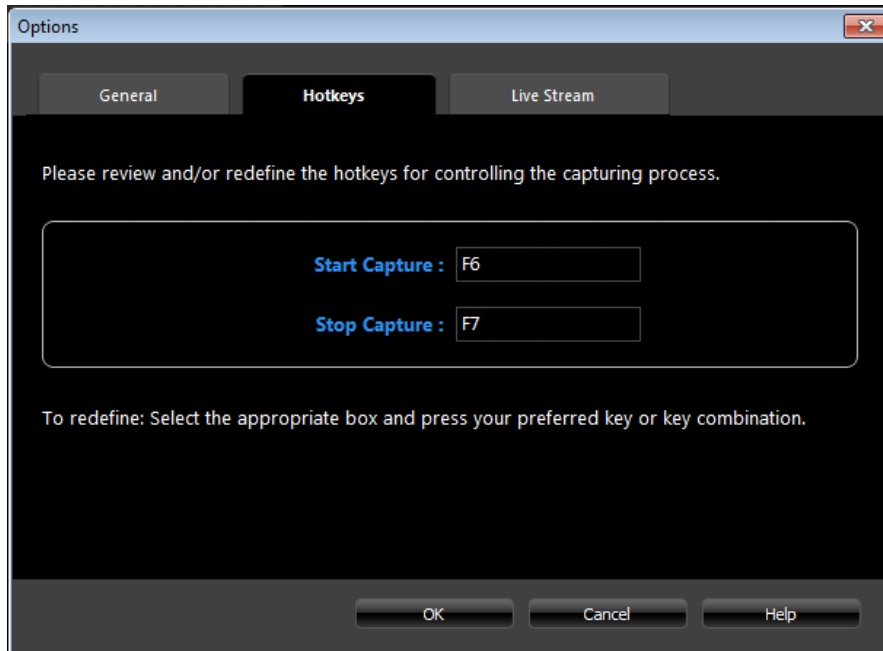 Options
General Hotkeys Live Stream
Please review and/or redefine the hotkeys for controlling the capturing process.
Start Capture : F6
Stop Capture : F7
To redefine: Select the appropriate box and press your preferred key or key combination.
OK Cancel Help